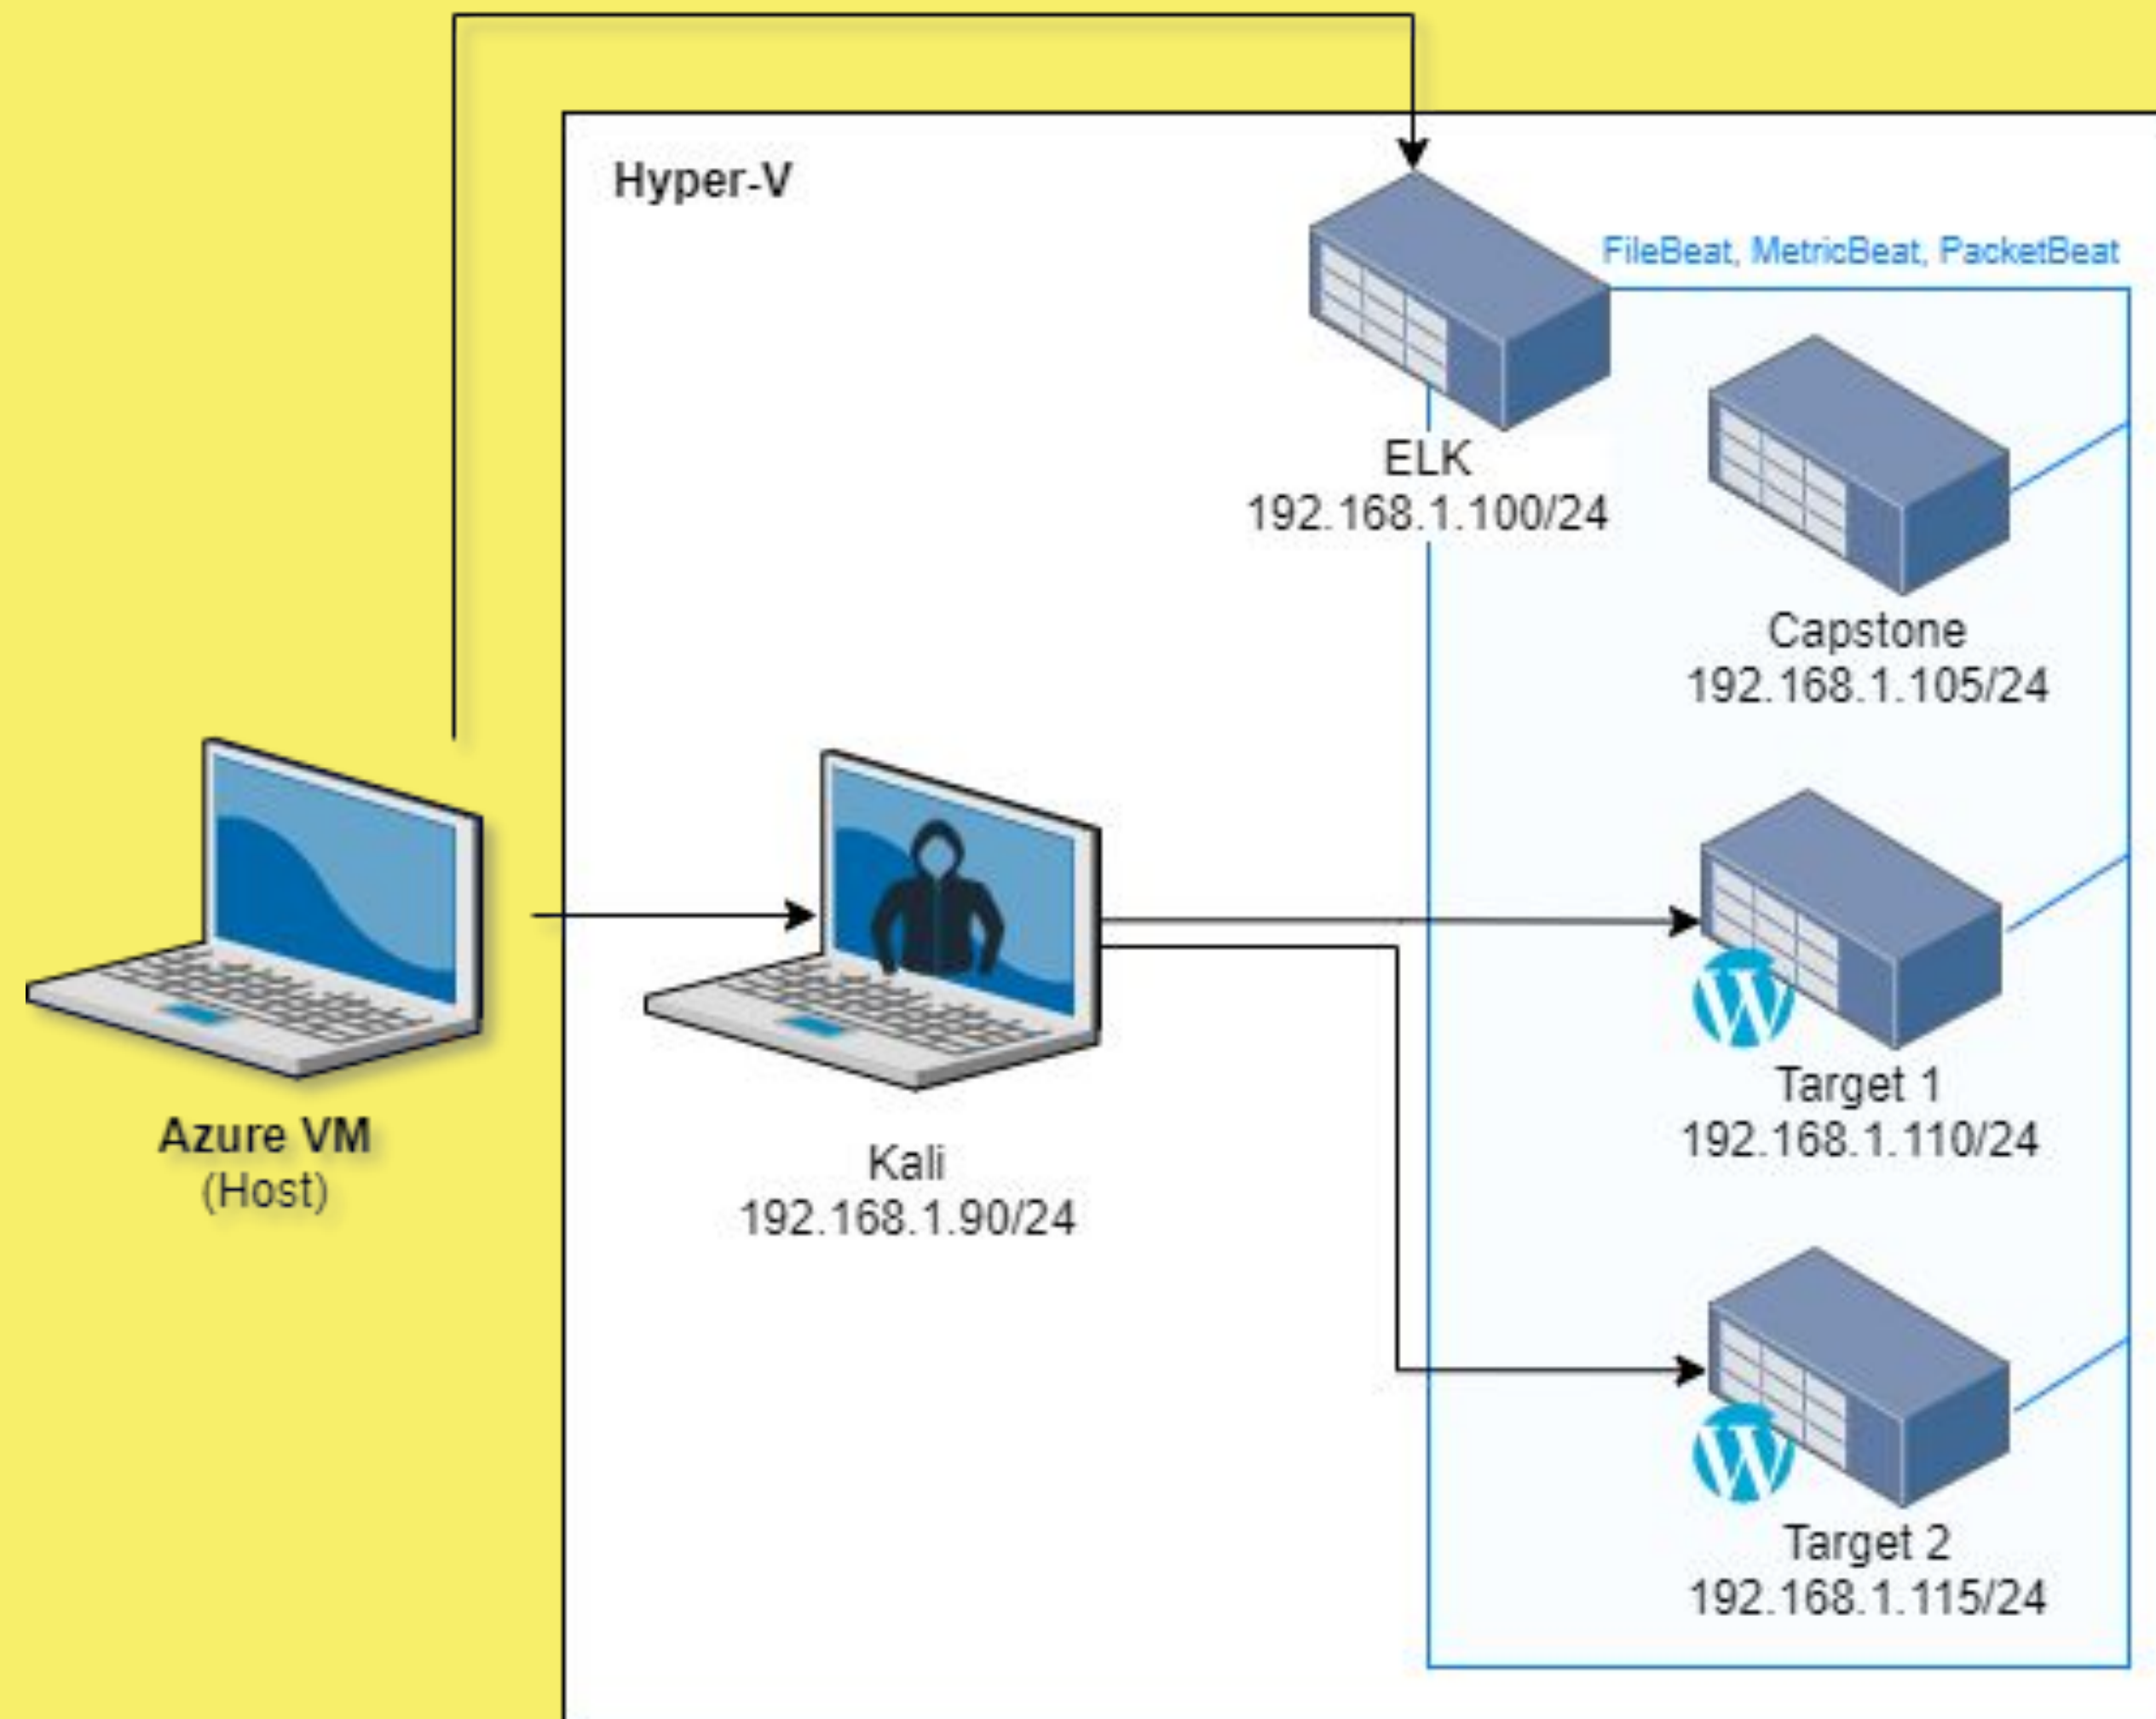 Hyper-V
FileBeat, MetricBeat, PacketBeat
ELK
192.168.1.100/24
Capstone
192.168.1.105/24
Azure VM
(Host)
Kali
192.168.1.90/24
Target 1
192.168.1.110/24
Target 2
192.168.1.115/24